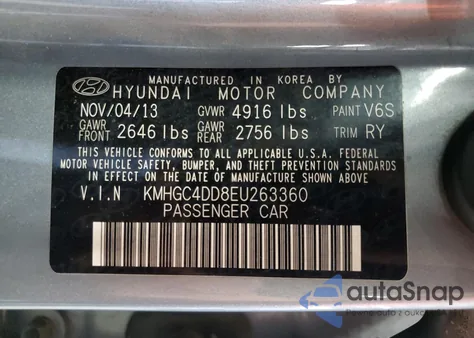 MANUFACTURED IN KOREA BY
HYUNDAI MOTOR COMPANY
NOV/04/13 GVWR 4916 lbs PAINT V6S
GAWR FRONT 2646 lbs GAWR REAR 2756 lbs TRIM RY
THIS VEHICLE CONFORMS TO ALL APPLICABLE U.S.A. FEDERAL
MOTOR VEHICLE SAFETY, BUMPER, AND THEFT PREVENTION STANDARDS
IN EFFECT ON THE DATE OF MANUFACTURE SHOWN ABOVE.
V.I.N KMHGC4DD8EU263360
PASSENGER CAR
autoSnap